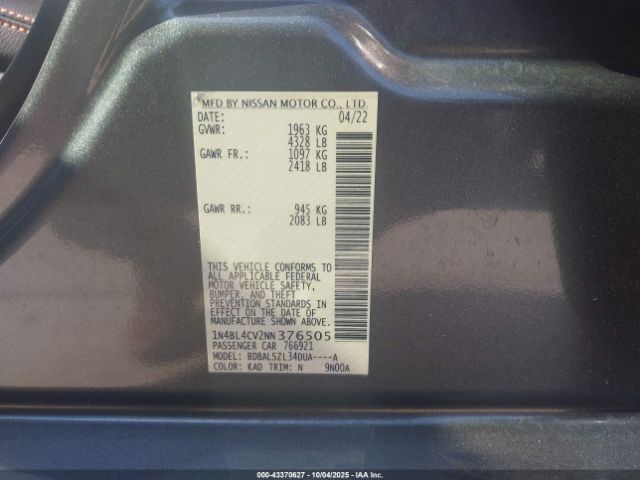 MFD BY NISSAN MOTOR CO., LTD.
DATE: 04/22
GVWR: 1963 KG
4328 LB
GAWR FR.: 1097 KG
2418 LB
GAWR RR.: 945 KG
2083 LB
THIS VEHICLE CONFORMS TO
ALL APPLICABLE FEDERAL
MOTOR VEHICLE SAFETY,
BUMPER, AND THEFT
PREVENTION STANDARDS IN
EFFECT ON THE DATE OF
MANUFACTURE SHOWN ABOVE.
1N4BL4CV2NN376505
PASSENGER CAR 766921
MODEL: BDBALSZL34DUA----A
COLOR: KAD TRIM: N 9N00A
000-43370627 - 10/04/2025 - IAA Inc.